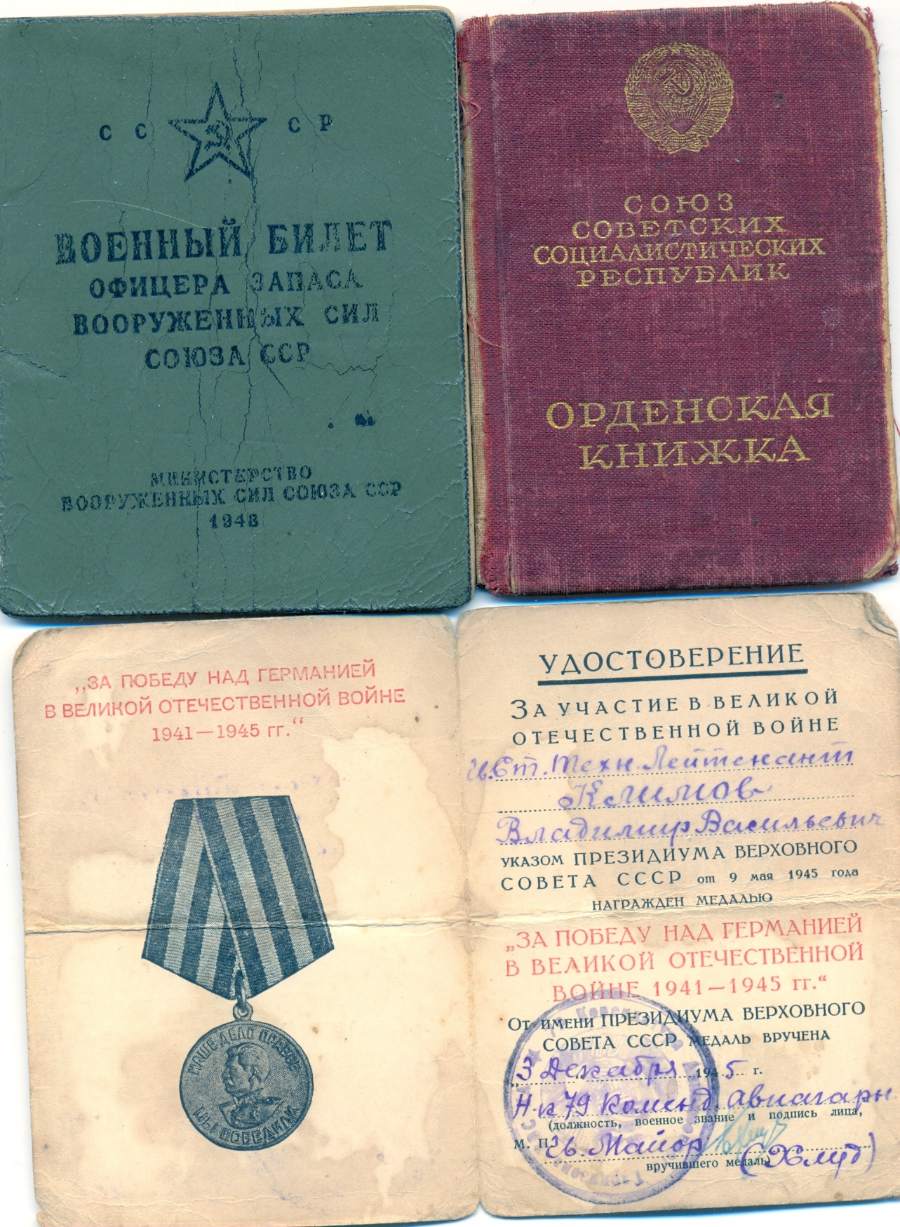 СССР
ВОЕННЫЙ БИЛЕТ
ОФИЦЕРА ЗАПАСА
ВООРУЖЕННЫХ СИЛ
СОЮЗА ССР
МИНИСТЕРСТВО
ВООРУЖЕННЫХ СИЛ СОЮЗА ССР
1948
СОЮЗ
СОВЕТСКИХ
СОЦИАЛИСТИЧЕСКИХ
РЕСПУБЛИК
ОРДЕНСКАЯ
КНИЖКА
„ЗА ПОБЕДУ НАД ГЕРМАНИЕЙ
В ВЕЛИКОЙ ОТЕЧЕСТВЕННОЙ ВОЙНЕ
1941—1945 гг.“
НАШЕ ДЕЛО ПРАВОЕ
МЫ ПОБЕДИЛИ
УДОСТОВЕРЕНИЕ
ЗА УЧАСТИЕ В ВЕЛИКОЙ
ОТЕЧЕСТВЕННОЙ ВОЙНЕ
Ст. Техн. Лейтенант
Климов
Владимир Васильевич
УКАЗОМ ПРЕЗИДИУМА ВЕРХОВНОГО
СОВЕТА СССР от 9 мая 1945 года
НАГРАЖДЕН МЕДАЛЬЮ
„ЗА ПОБЕДУ НАД ГЕРМАНИЕЙ
В ВЕЛИКОЙ ОТЕЧЕСТВЕННОЙ
ВОЙНЕ 1941—1945 гг.“
От имени ПРЕЗИДИУМА ВЕРХОВНОГО
СОВЕТА СССР МЕДАЛЬ ВРУЧЕНА
„3 Декабря 1945 г.
Н-к 79 Коменд. Авиагарн
(должность, военное звание и подпись лица,
М. П. Майор
вручившего медаль)